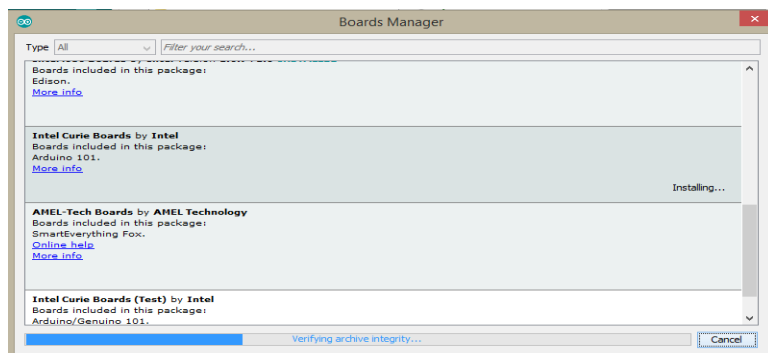 Boards Manager
Type All Filter your search...
Boards included in this package:
Edison.
More info
Intel Curie Boards by Intel
Boards included in this package:
Arduino 101.
More info
Installing...
AMEL-Tech Boards by AMEL Technology
Boards included in this package:
SmartEverything Fox.
Online help
More info
Intel Curie Boards (Test) by Intel
Boards included in this package:
Arduino/Genuino 101.
Verifying archive integrity...
Cancel